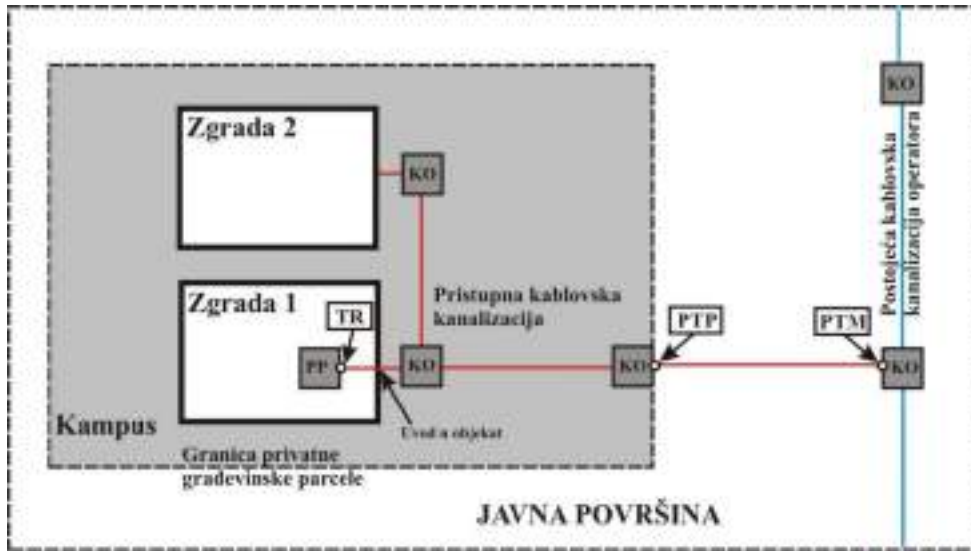 KO
Zgrada 2
KO
Postojeća kablovska
kanalizacija operatora
Zgrada 1
TR
Pristupna kablovska
kanalizacija
PTP
PTM
PP
KO
KO
KO
Kampus
Uvod u objekat
Granica privatne
građevinske parcele
JAVNA POVRŠINA